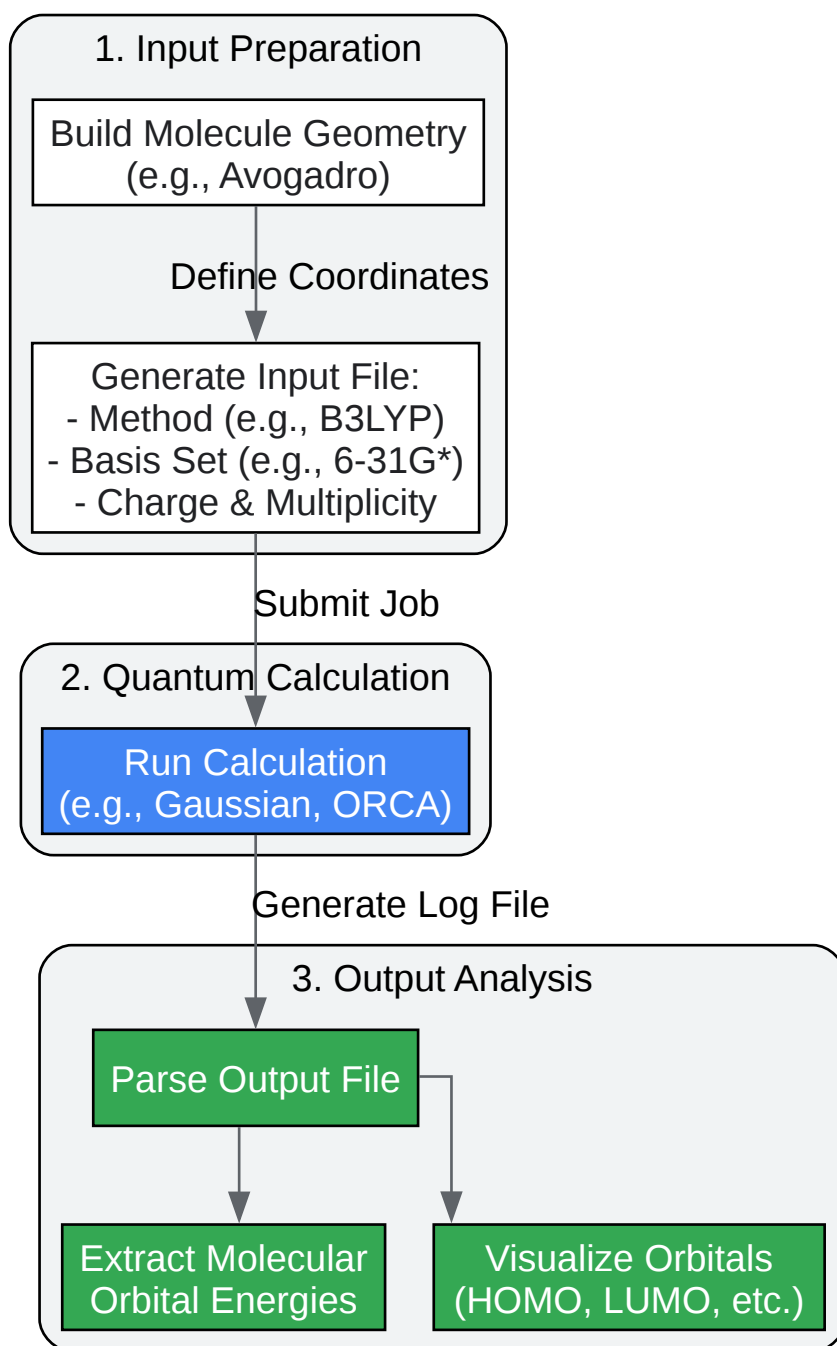 1. Input Preparation
Build Molecule Geometry
(e.g., Avogadro)
Define Coordinates
Generate Input File:
- Method (e.g., B3LYP)
- Basis Set (e.g., 6-31G*)
- Charge & Multiplicity
Submit Job
2. Quantum Calculation
Run Calculation
(e.g., Gaussian, ORCA)
Generate Log File
3. Output Analysis
Parse Output File
Extract Molecular
Orbital Energies
Visualize Orbitals
(HOMO, LUMO, etc.)